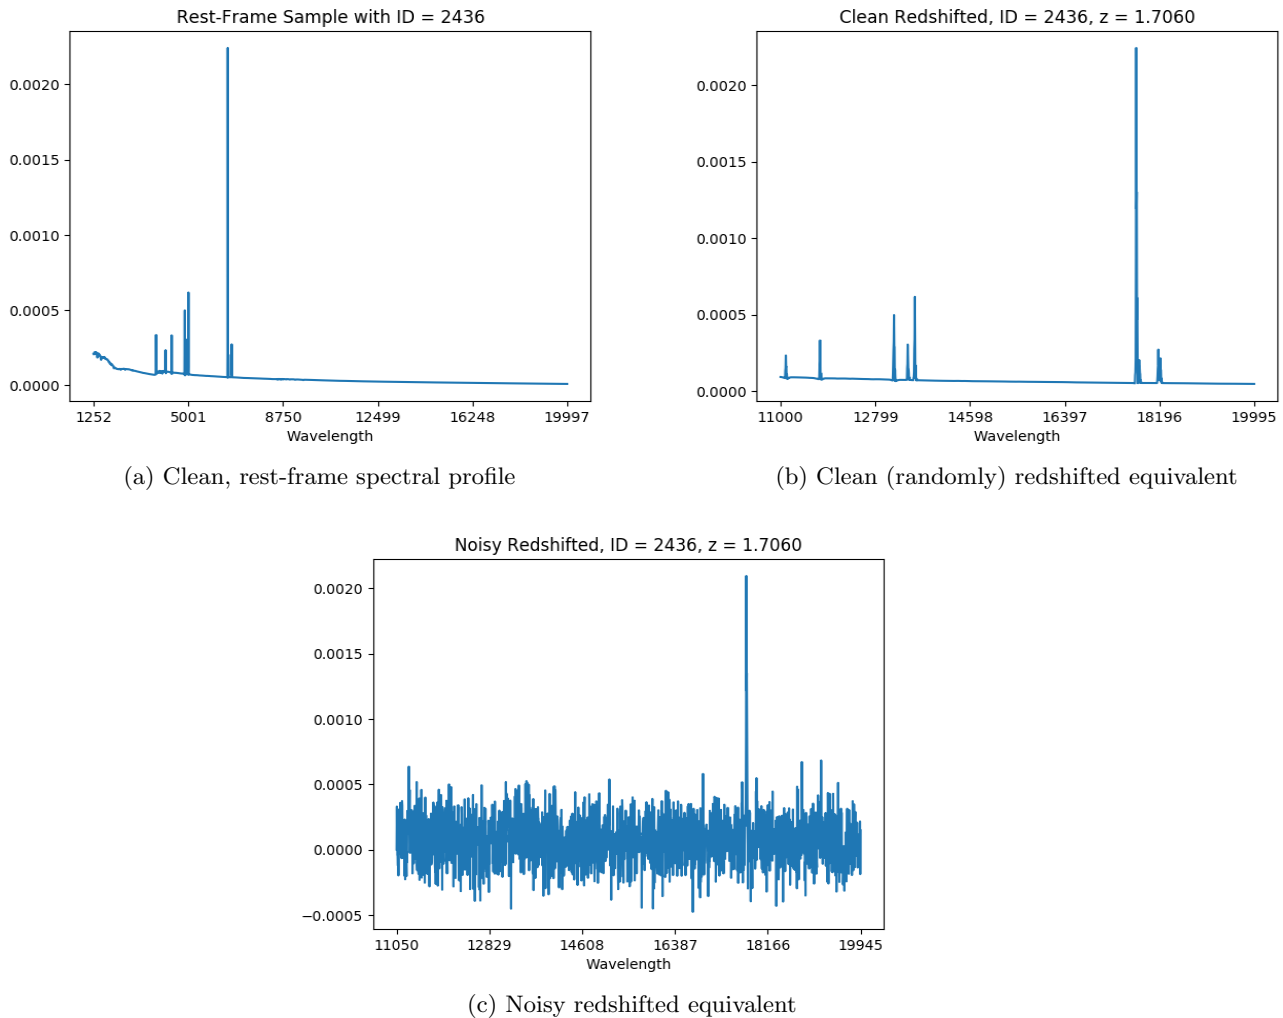 Rest-Frame Sample with ID = 2436
0.0020
0.0015
0.0010
0.0005
0.0000
1252 5001 8750 12499 16248 19997
Wavelength
(a) Clean, rest-frame spectral profile
Clean Redshifted, ID = 2436, z = 1.7060
0.0020
0.0015
0.0010
0.0005
0.0000
11000 12799 14598 16397 18196 19995
Wavelength
(b) Clean (randomly) redshifted equivalent
Noisy Redshifted, ID = 2436, z = 1.7060
0.0020
0.0015
0.0010
0.0005
0.0000
−0.0005
11050 12829 14608 16387 18166 19945
Wavelength
(c) Noisy redshifted equivalent